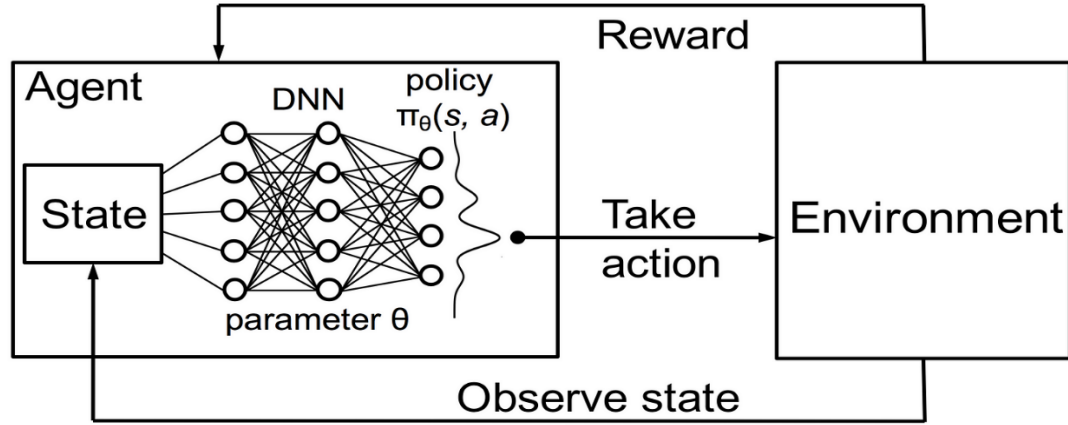 Reward
Agent
policy
DNN
πθ(s, a)
State
Take
action
Environment
parameter θ
Observe state